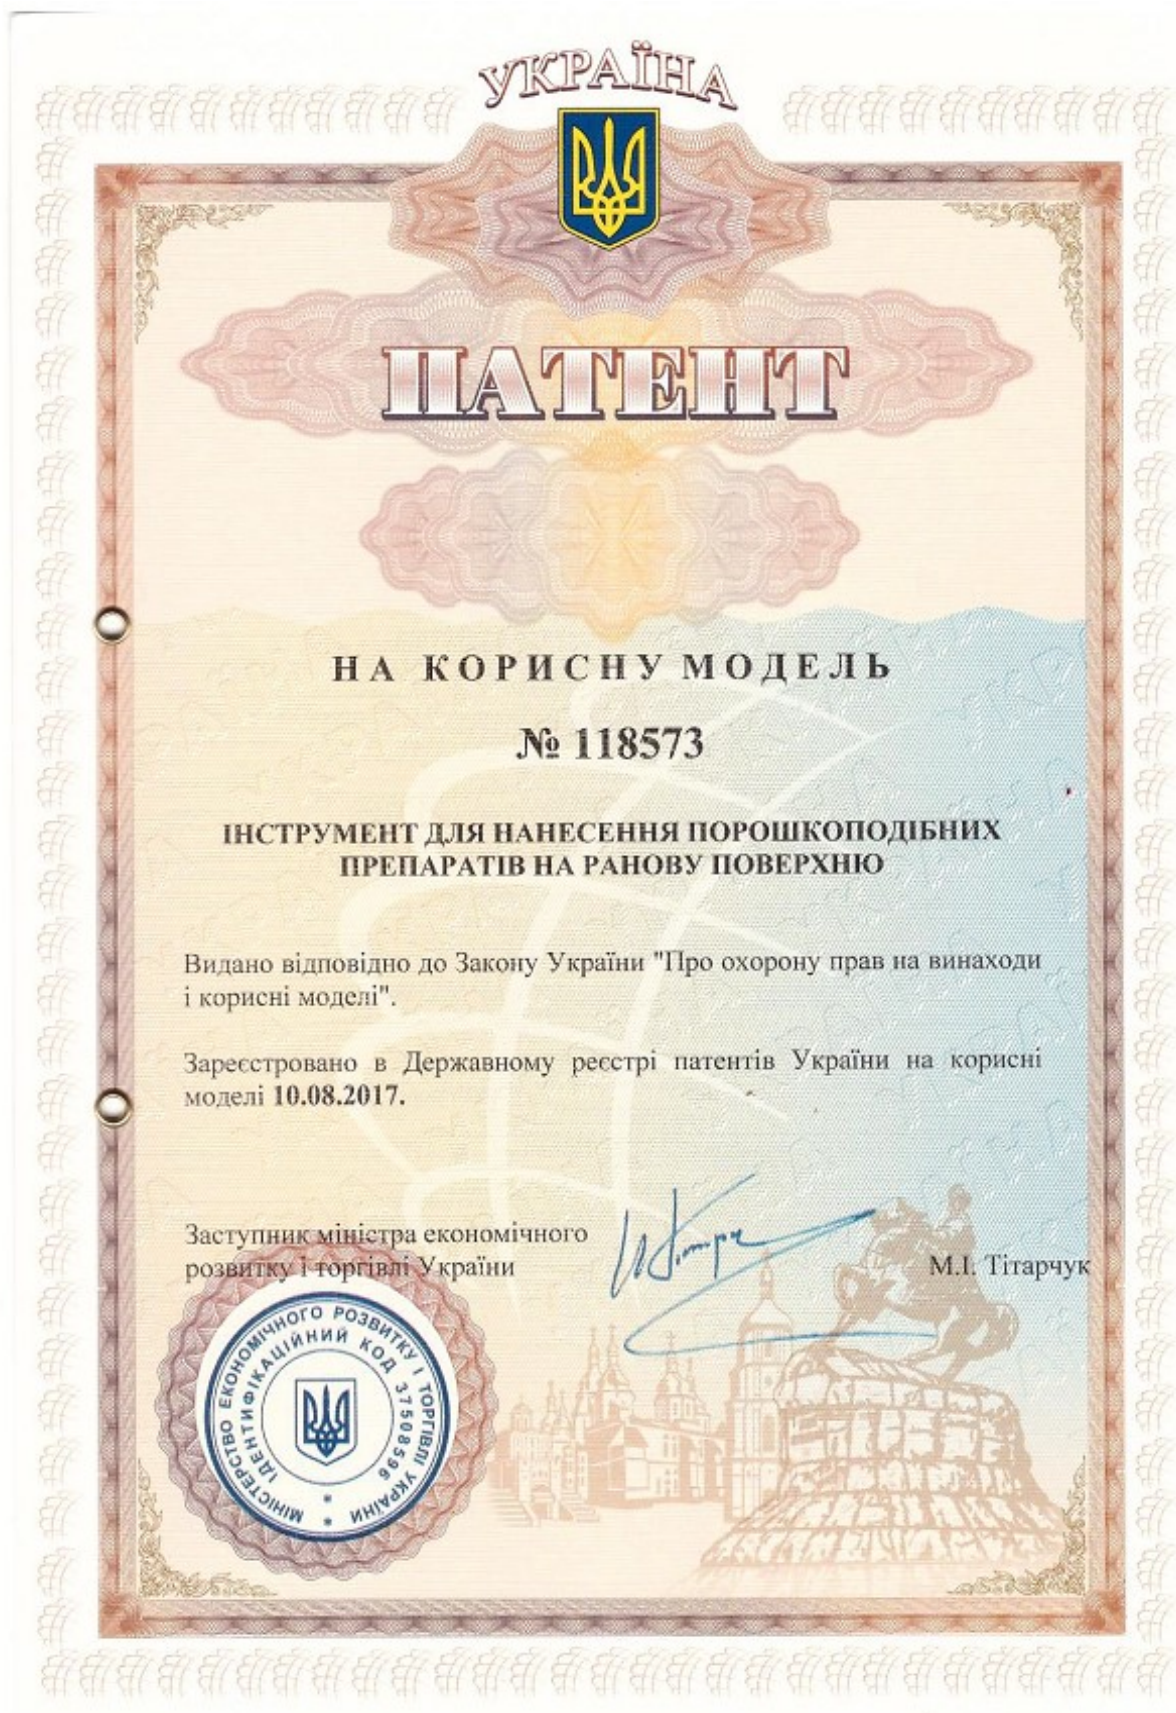 УКРАЇНА
ПАТЕНТ
НА КОРИСНУ МОДЕЛЬ
№ 118573
ІНСТРУМЕНТ ДЛЯ НАНЕСЕННЯ ПОРОШКОПОДІБНИХ
ПРЕПАРАТІВ НА РАНОВУ ПОВЕРХНЮ
Видано відповідно до Закону України "Про охорону прав на винаходи
і корисні моделі".
Зареєстровано в Державному реєстрі патентів України на корисні
моделі 10.08.2017.
Заступник міністра економічного
розвитку і торгівлі України
М.І. Тітарчук
МІНІСТЕРСТВО ЕКОНОМІЧНОГО РОЗВИТКУ І ТОРГІВЛІ УКРАЇНИ *
ІДЕНТИФІКАЦІЙНИЙ КОД 37508596 *